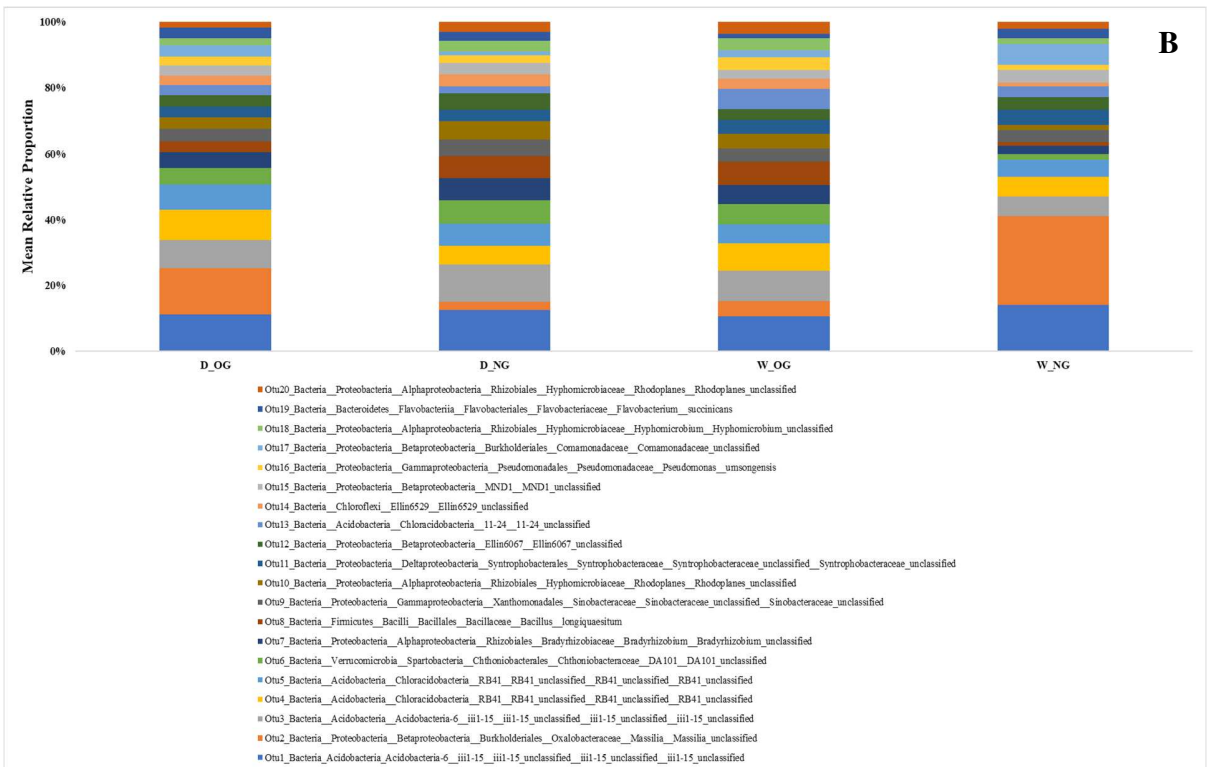 B
100%
80%
60%
40%
20%
0%
Mean Relative Proportion
D_OG D_NG W_OG W_NG
Otu20_Bacteria__Proteobacteria__Alphaproteobacteria__Rhizobiales__Hyphomicrobiaceae__Rhodoplanes__Rhodoplanes_unclassified
Otu19_Bacteria__Bacteroidetes__Flavobacteriia__Flavobacteriales__Flavobacteriaceae__Flavobacterium__succinicans
Otu18_Bacteria__Proteobacteria__Alphaproteobacteria__Rhizobiales__Hyphomicrobiaceae__Hyphomicrobium__Hyphomicrobium_unclassified
Otu17_Bacteria__Proteobacteria__Betaproteobacteria__Burkholderiales__Comamonadaceae__Comamonadaceae_unclassified
Otu16_Bacteria__Proteobacteria__Gammaproteobacteria__Pseudomonadales__Pseudomonadaceae__Pseudomonas__umsongensis
Otu15_Bacteria__Proteobacteria__Betaproteobacteria__MND1__MND1_unclassified
Otu14_Bacteria__Chloroflexi__Ellin6529__Ellin6529_unclassified
Otu13_Bacteria__Acidobacteria__Chloracidobacteria__11-24__11-24_unclassified
Otu12_Bacteria__Proteobacteria__Betaproteobacteria__Ellin6067__Ellin6067_unclassified
Otu11_Bacteria__Proteobacteria__Deltaproteobacteria__Syntrophobacterales__Syntrophobacteraceae__Syntrophobacteraceae_unclassified__Syntrophobacteraceae_unclassified
Otu10_Bacteria__Proteobacteria__Alphaproteobacteria__Rhizobiales__Hyphomicrobiaceae__Rhodoplanes__Rhodoplanes_unclassified
Otu9_Bacteria__Proteobacteria__Gammaproteobacteria__Xanthomonadales__Sinobacteraceae__Sinobacteraceae_unclassified__Sinobacteraceae_unclassified
Otu8_Bacteria__Firmicutes__Bacilli__Bacillales__Bacillaceae__Bacillus__longiquaesitum
Otu7_Bacteria__Proteobacteria__Alphaproteobacteria__Rhizobiales__Bradyrhizobiaceae__Bradyrhizobium__Bradyrhizobium_unclassified
Otu6_Bacteria__Verrucomicrobia__Spartobacteria__Chthoniobacterales__Chthoniobacteraceae__DA101__DA101_unclassified
Otu5_Bacteria__Acidobacteria__Chloracidobacteria__RB41__RB41_unclassified__RB41_unclassified__RB41_unclassified
Otu4_Bacteria__Acidobacteria__Chloracidobacteria__RB41__RB41_unclassified__RB41_unclassified__RB41_unclassified
Otu3_Bacteria__Acidobacteria__Acidobacteria-6__iii1-15__iii1-15_unclassified__iii1-15_unclassified__iii1-15_unclassified
Otu2_Bacteria__Proteobacteria__Betaproteobacteria__Burkholderiales__Oxalobacteraceae__Massilia__Massilia_unclassified
Otu1_Bacteria_Acidobacteria_Acidobacteria-6__iii1-15__iii1-15_unclassified__iii1-15_unclassified__iii1-15_unclassified